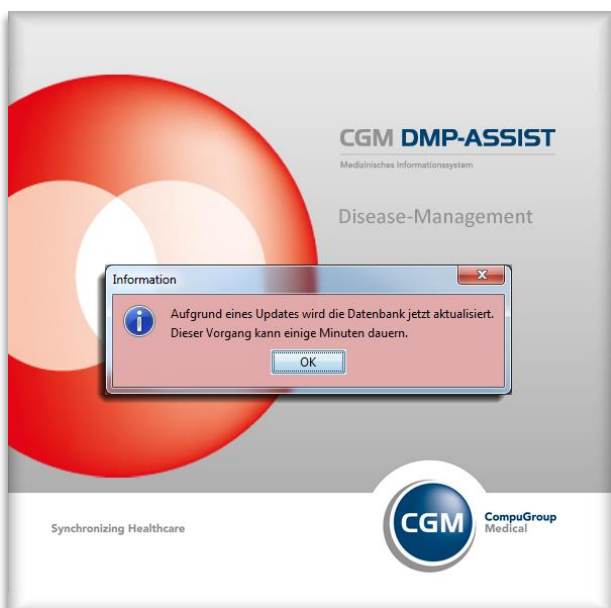 CGM DMP-ASSIST
Medizinisches Informationssystem
Disease-Management
Information
Aufgrund eines Updates wird die Datenbank jetzt aktualisiert.
Dieser Vorgang kann einige Minuten dauern.
OK
Synchronizing Healthcare
CGM
CompuGroup
Medical